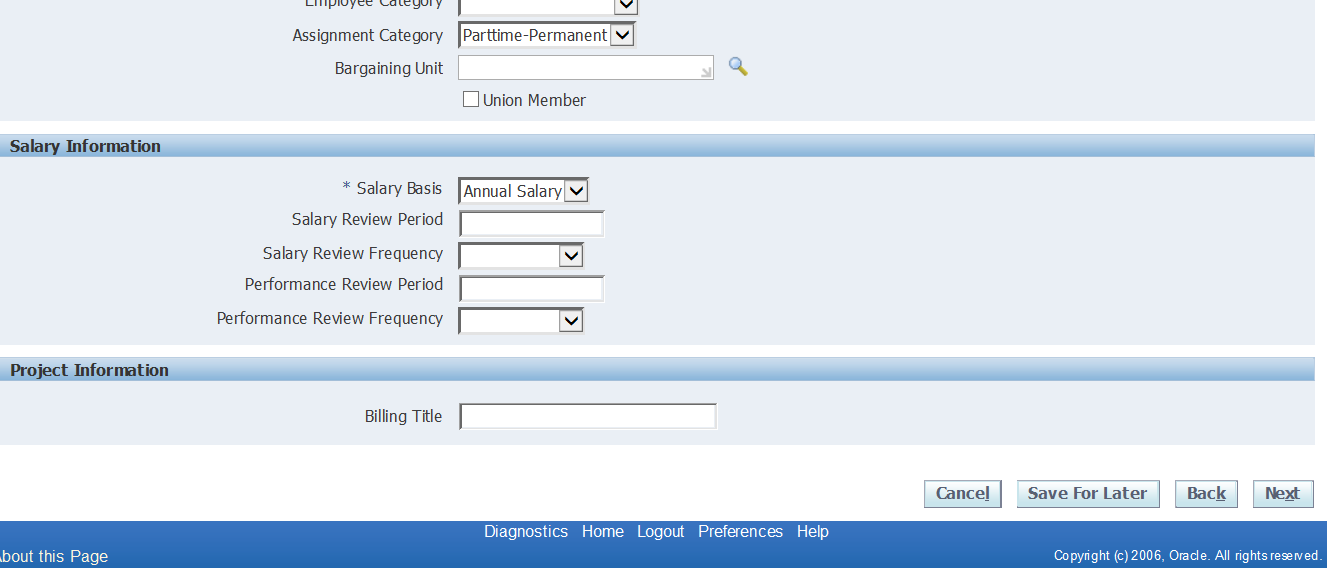 Employee Category
Assignment Category Parttime-Permanent
Bargaining Unit
Union Member
Salary Information
* Salary Basis Annual Salary
Salary Review Period
Salary Review Frequency
Performance Review Period
Performance Review Frequency
Project Information
Billing Title
Cancel Save For Later Back Next
Diagnostics Home Logout Preferences Help
About this Page Copyright (c) 2006, Oracle. All rights reserved.